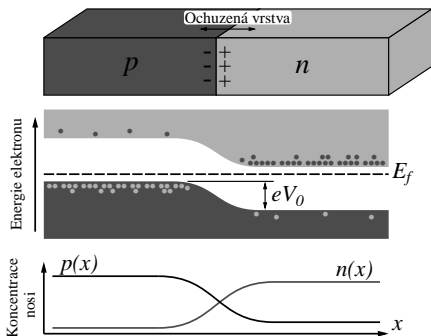 Ochuzená vrstva
- +
- +
- +
p
n
Energie elektronu
E_f
eV_0
Koncentrace
nosi
p(x)
n(x)
x